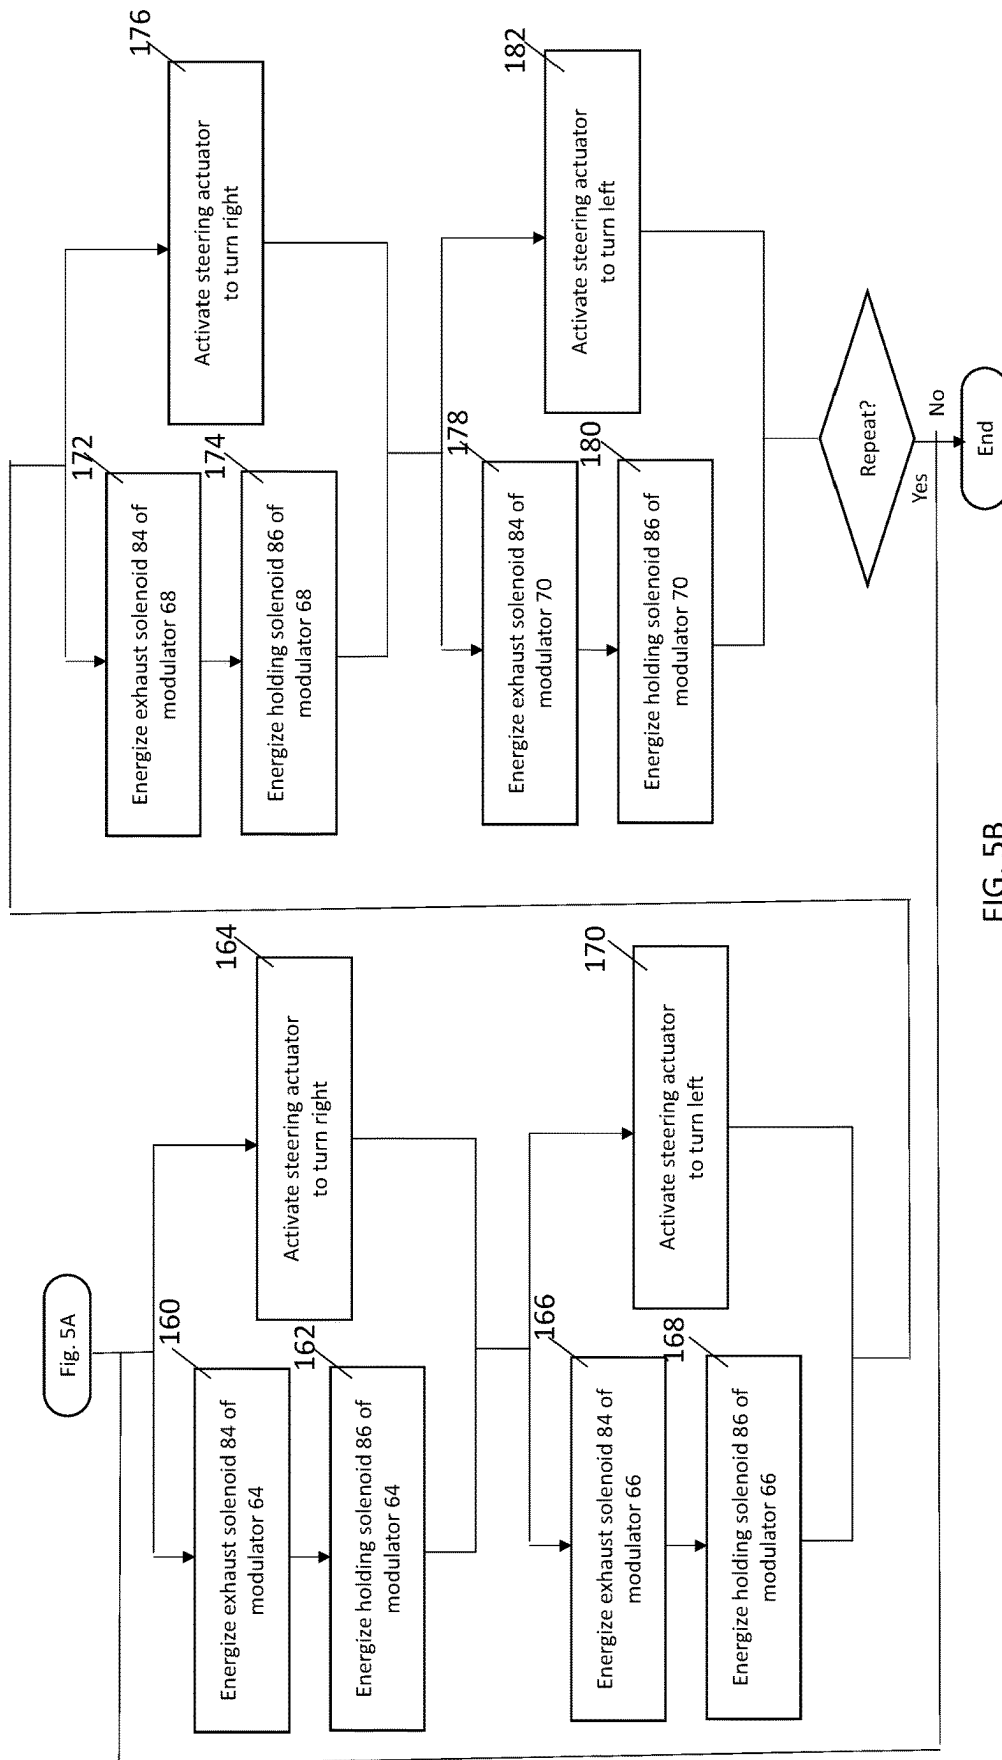 Fig. 5A
160
Energize exhaust solenoid 84 of
modulator 64
162
Energize holding solenoid 86 of
modulator 64
164
Activate steering actuator
to turn right
166
Energize exhaust solenoid 84 of
modulator 66
168
Energize holding solenoid 86 of
modulator 66
170
Activate steering actuator
to turn left
172
Energize exhaust solenoid 84 of
modulator 68
174
Energize holding solenoid 86 of
modulator 68
176
Activate steering actuator
to turn right
178
Energize exhaust solenoid 84 of
modulator 70
180
Energize holding solenoid 86 of
modulator 70
182
Activate steering actuator
to turn left
Repeat?
Yes
No
End
FIG. 5B